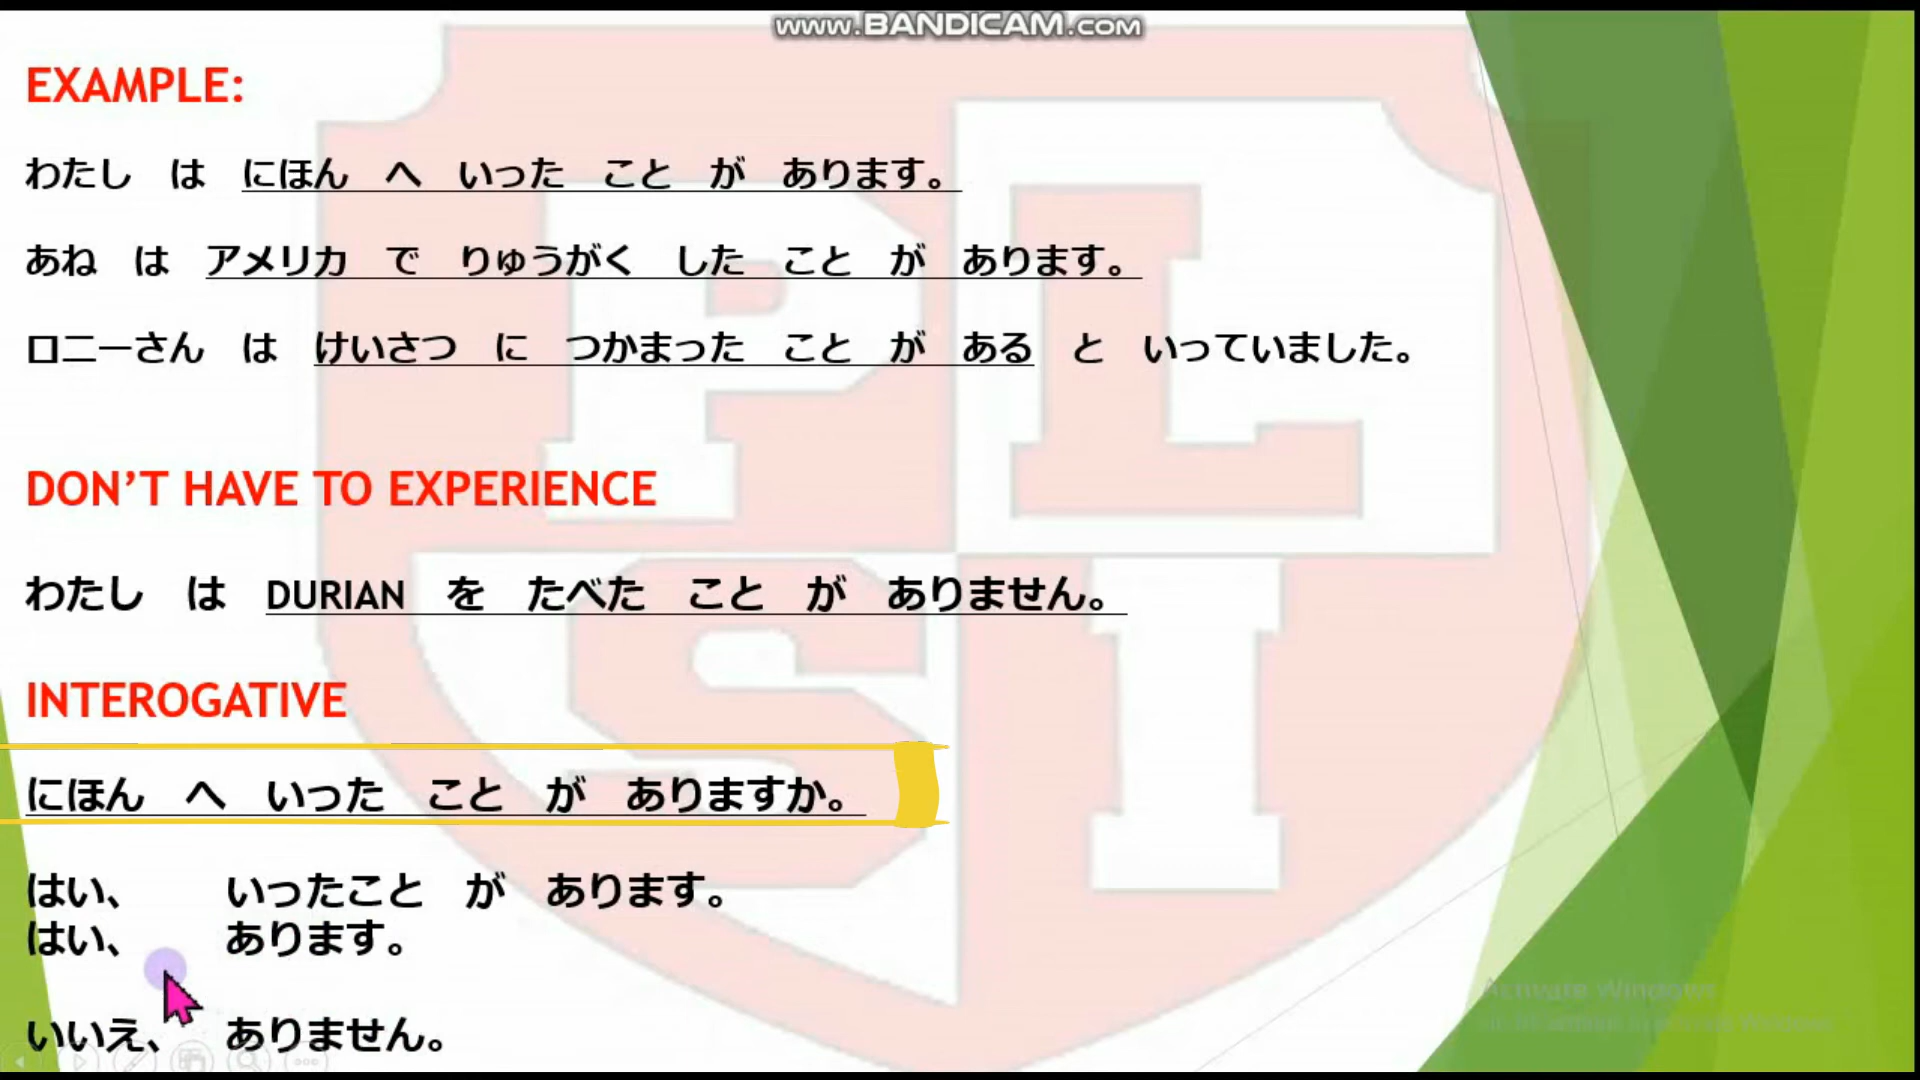 www.BANDICAM.com
EXAMPLE:
わたし　は　にほん　へ　いった　こと　が　あります。
あね　は　アメリカ　で　りゅうがく　した　こと　が　あります。
ロニーさん　は　けいさつ　に　つかまった　こと　が　ある　と　いっていました。
DON’T HAVE TO EXPERIENCE
わたし　は　DURIAN　を　たべた　こと　が　ありません。
INTEROGATIVE
にほん　へ　いった　こと　が　ありますか。
はい、　　いったこと　が　あります。
はい、　　あります。
いいえ、　ありません。
PLSI
Activate Windows